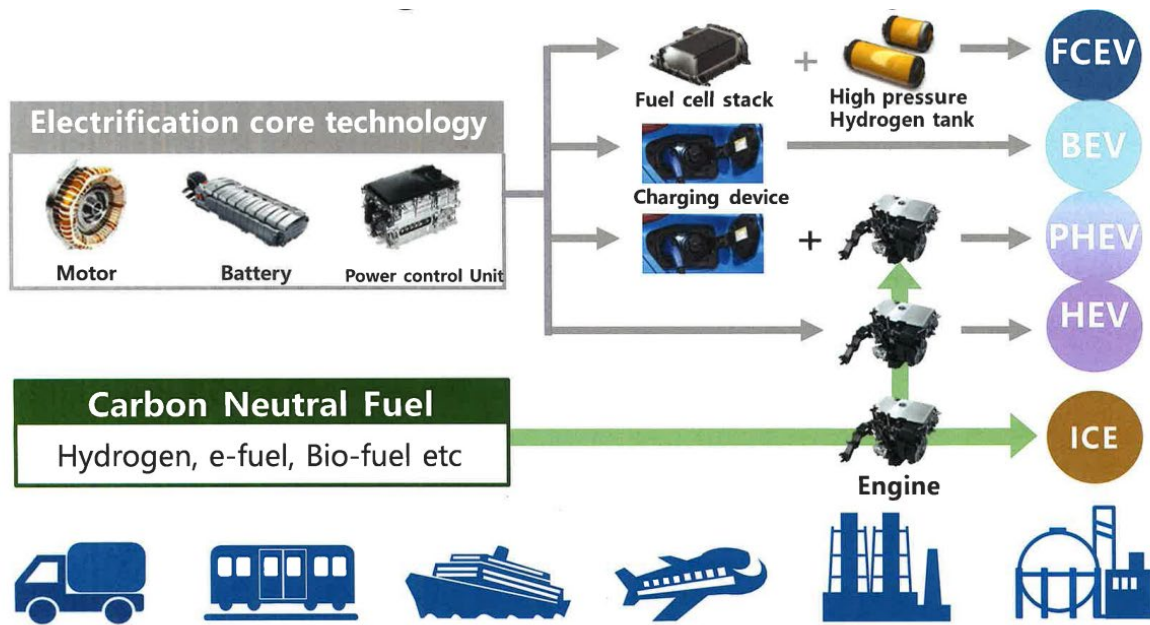 Electrification core technology
Motor
Battery
Power control Unit
Fuel cell stack
+
High pressure
Hydrogen tank
FCEV
Charging device
BEV
+
PHEV
HEV
Carbon Neutral Fuel
Hydrogen, e-fuel, Bio-fuel etc
Engine
ICE